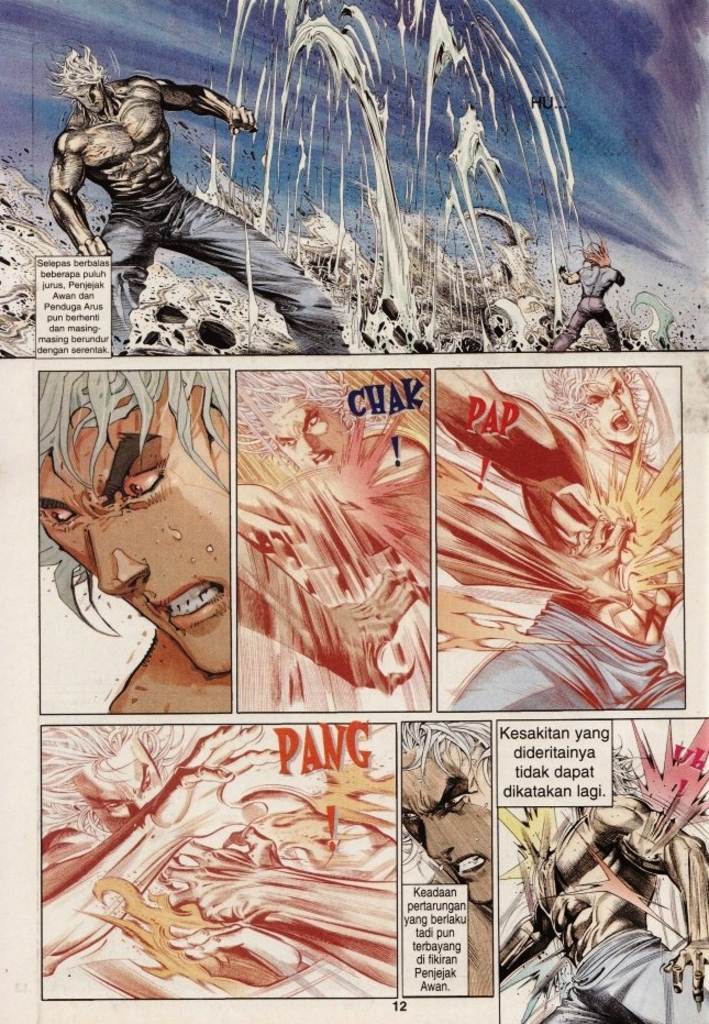 HU...
Selepas berbalas
beberapa puluh
jurus, Penjejak
Awan dan
Penduga Arus
pun berhenti
dan masing-
masing berundur
dengan serentak.
CHAK
!
PAP
!
PANG
!
Keadaan
pertarungan
yang berlaku
tadi pun
terbayang
di fikiran
Penjejak
Awan.
Kesakitan yang
dideritainya
tidak dapat
dikatakan lagi.
12